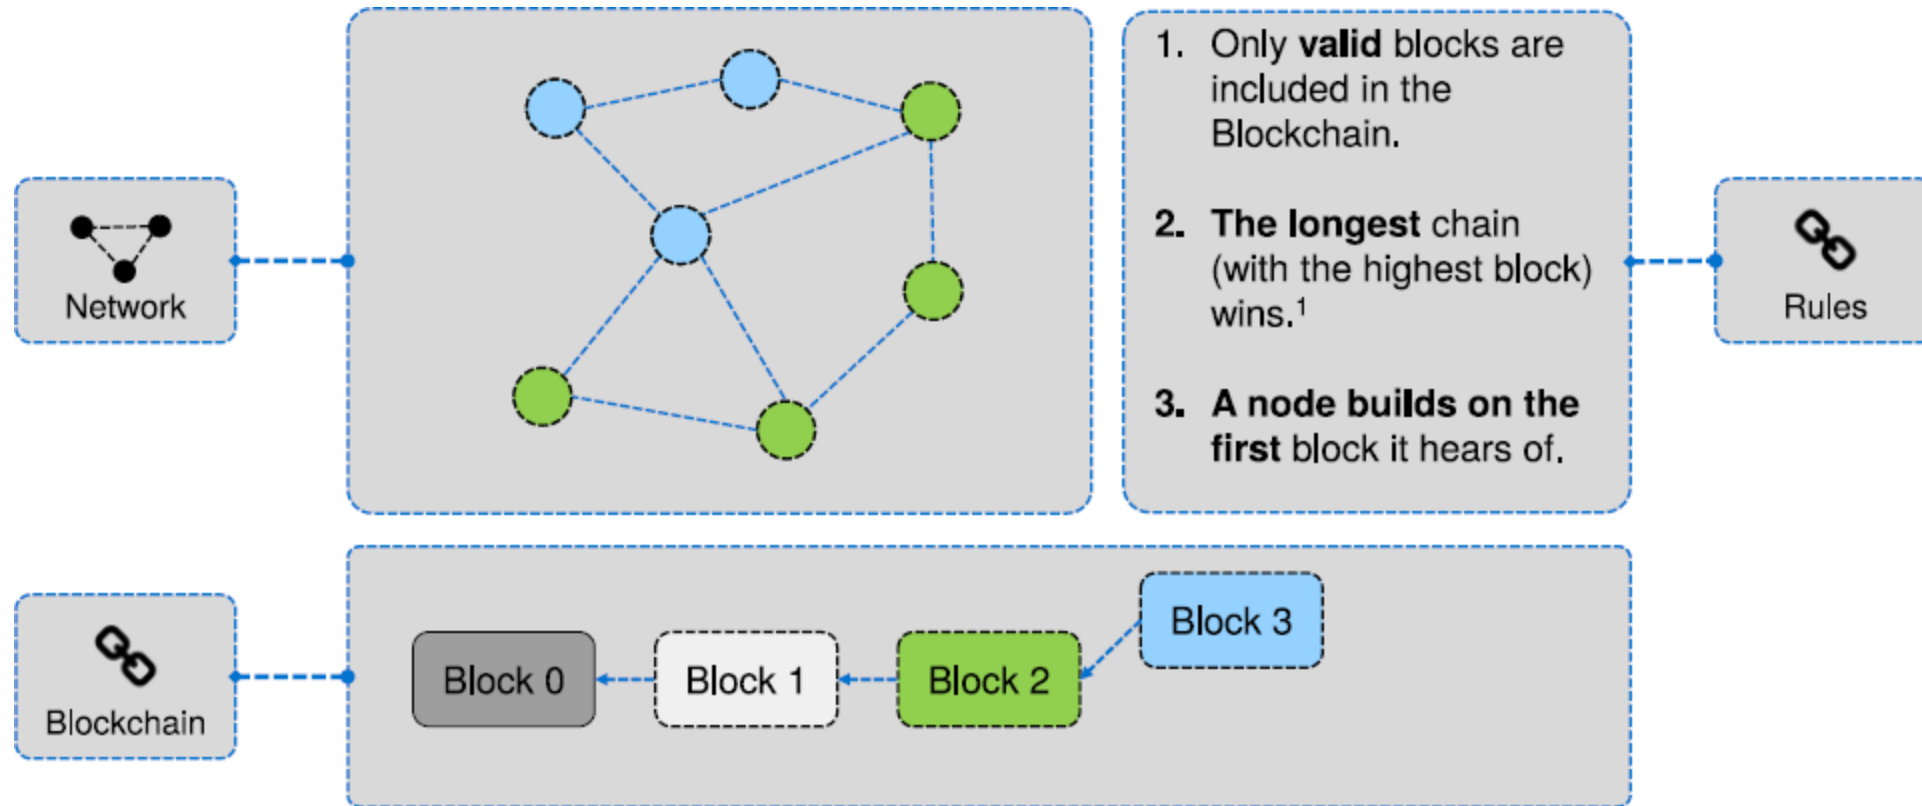 Network
1. Only valid blocks are
included in the
Blockchain.
2. The longest chain
(with the highest block)
wins.¹
3. A node builds on the
first block it hears of.
Rules
Blockchain
Block 0
Block 1
Block 2
Block 3